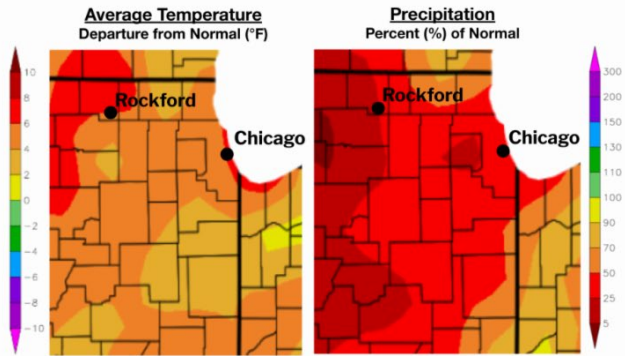 Average Temperature
Departure from Normal (°F)
Precipitation
Percent (%) of Normal
10
8
6
4
2
0
-2
-4
-6
-8
-10
Rockford
Chicago
Rockford
Chicago
300
200
150
130
110
100
90
70
50
25
5